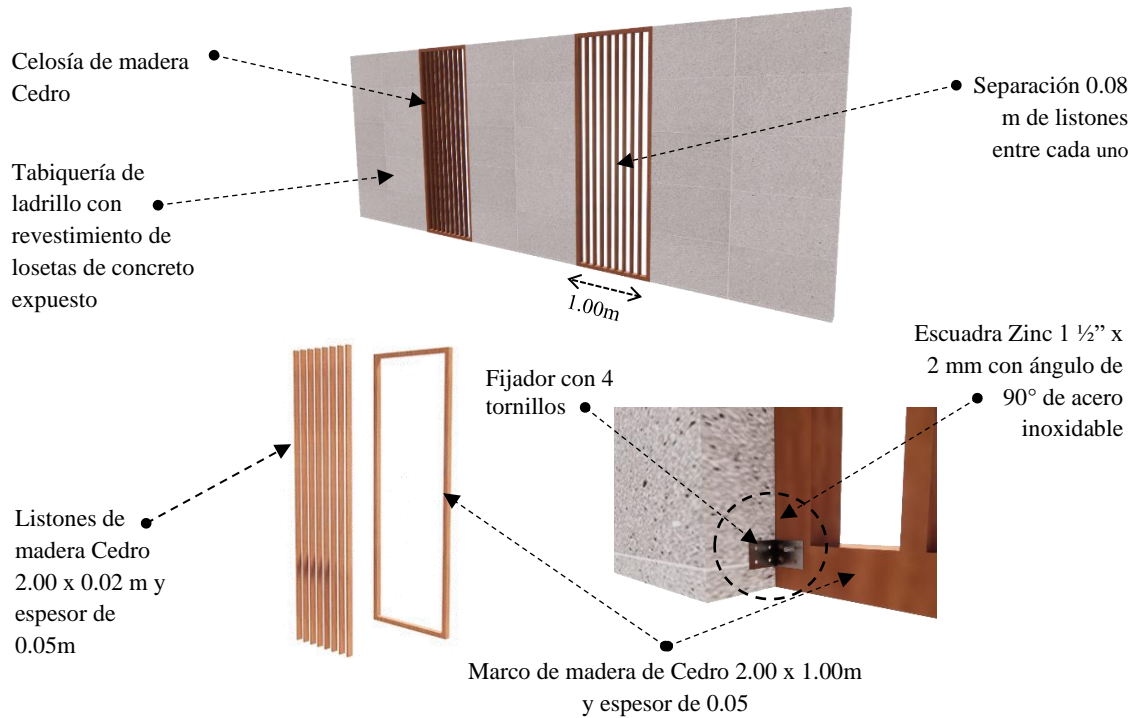 Celosía de madera
Cedro
Tabiquería de
ladrillo con
revestimiento de
losetas de concreto
expuesto
Separación 0.08
m de listones
entre cada uno
1.00m
Listones de
madera Cedro
2.00 x 0.02 m y
espesor de
0.05m
Fijador con 4
tornillos
Escuadra Zinc 1 ½” x
2 mm con ángulo de
90° de acero
inoxidable
Marco de madera de Cedro 2.00 x 1.00m
y espesor de 0.05